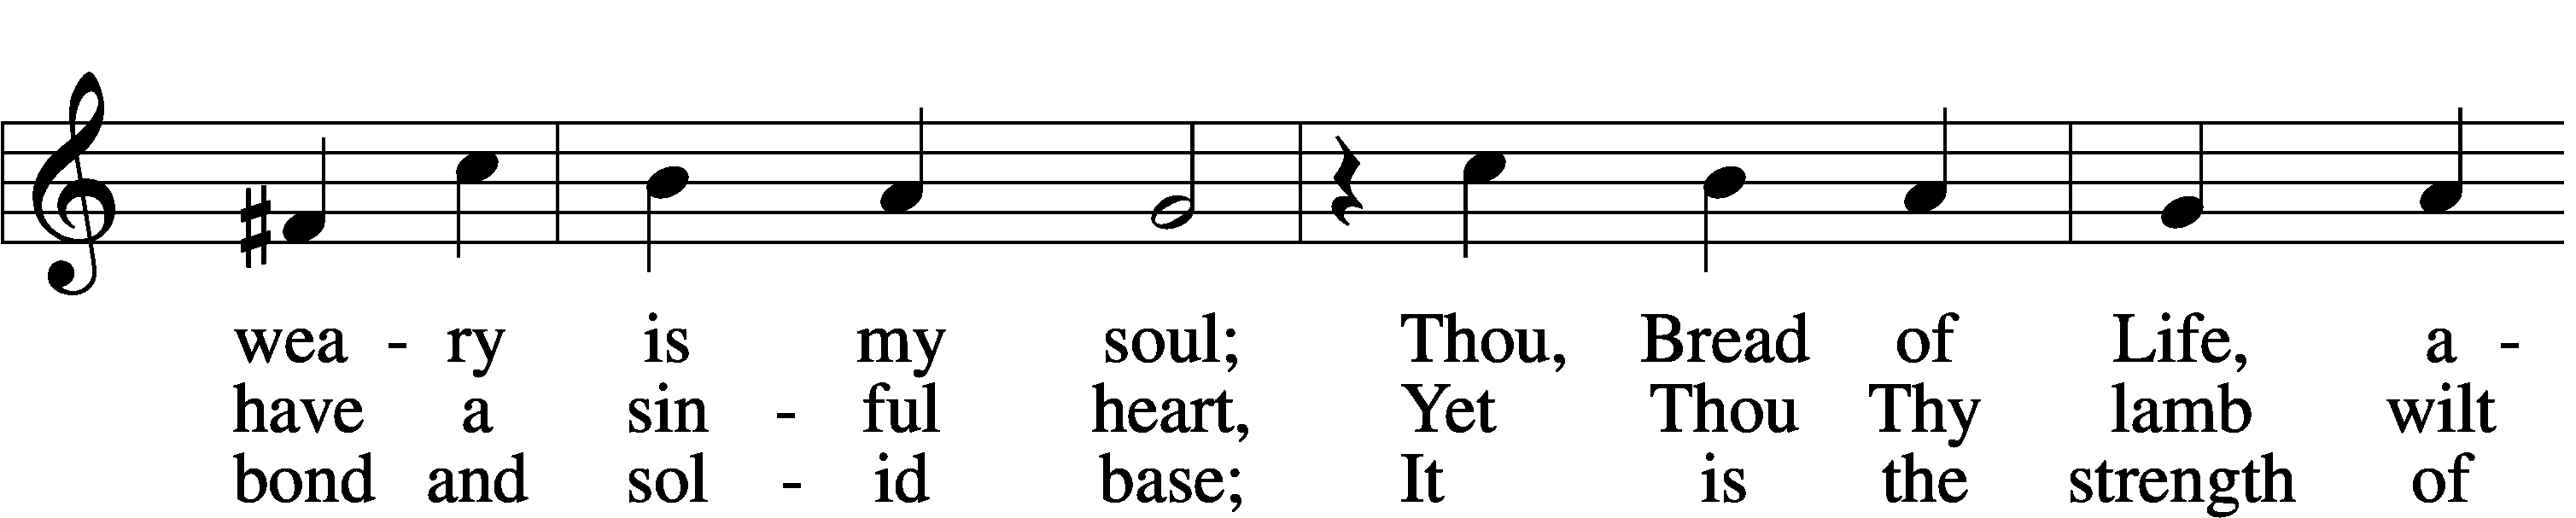 wea - ry is my soul; Thou, Bread of Life, a -
have a sin - ful heart, Yet Thou Thy lamb wilt
bond and sol - id base; It is the strength of